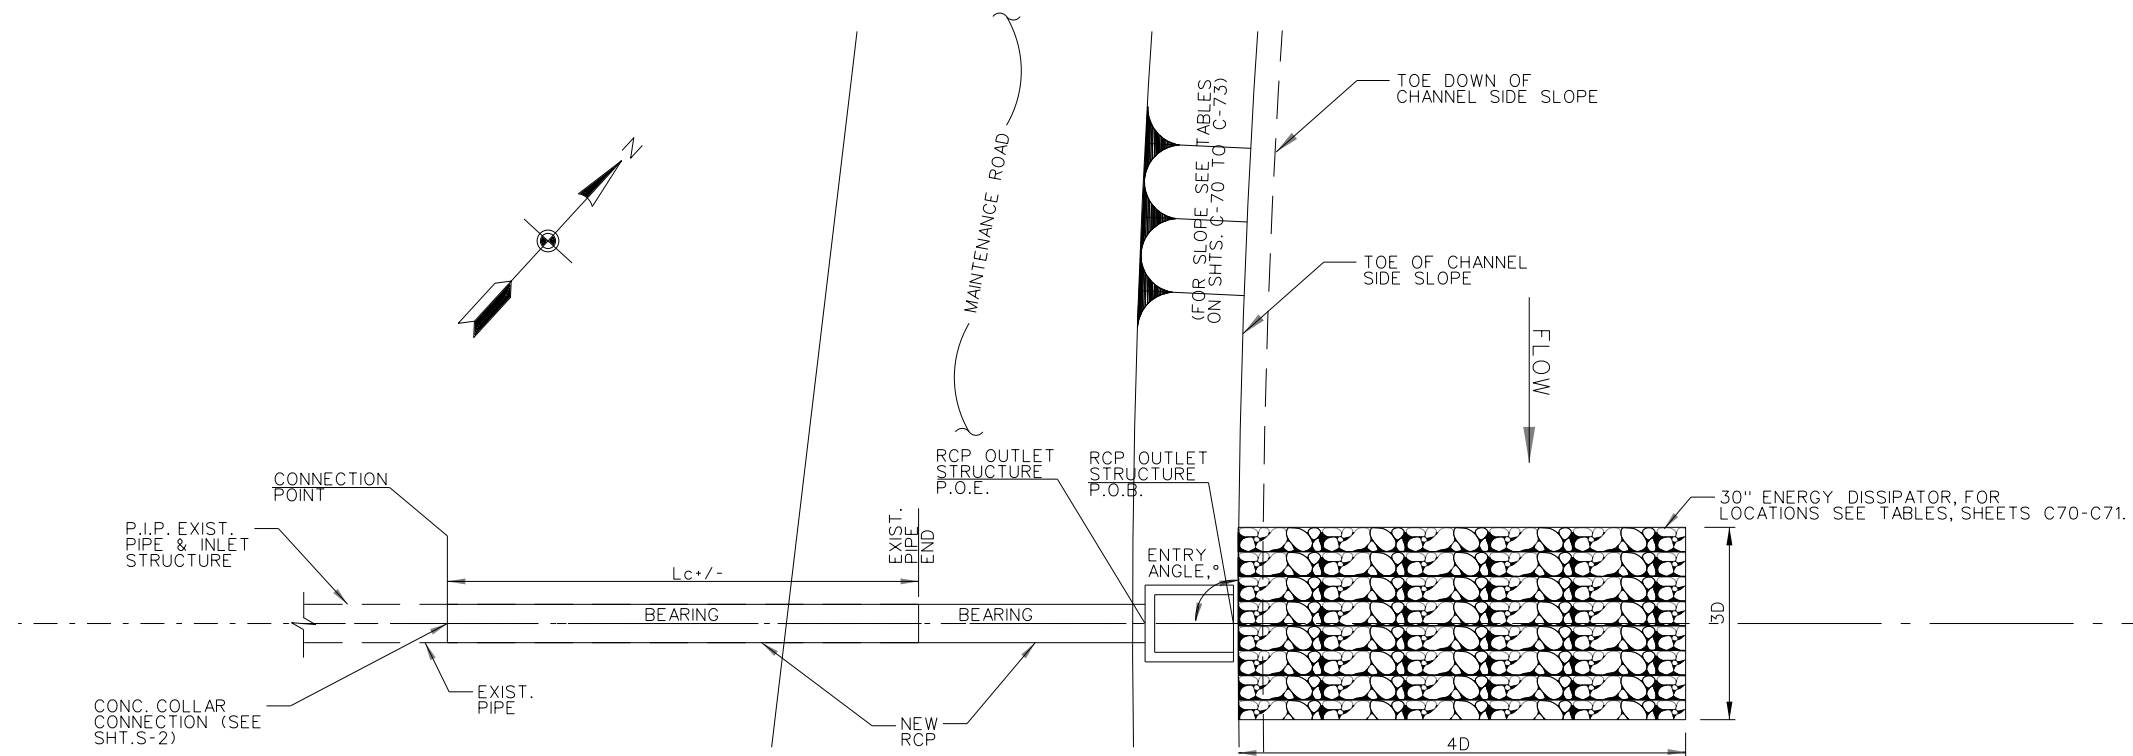 TOE DOWN OF
CHANNEL SIDE SLOPE
(FOR SLOPE SEE TABLES
ON SHTS. C-70 TO C-73)
N
MAINTENANCE ROAD
TOE OF CHANNEL
SIDE SLOPE
FLOW
RCP OUTLET
STRUCTURE
P.O.E.
RCP OUTLET
STRUCTURE
P.O.B.
CONNECTION
POINT
30" ENERGY DISSIPATOR, FOR
LOCATIONS SEE TABLES, SHEETS C70-C71.
P.I.P. EXIST.
PIPE & INLET
STRUCTURE
EXIST.
PIPE
END
ENTRY
ANGLE,°
Lc+/-
BEARING
BEARING
3D
EXIST.
PIPE
CONC. COLLAR
CONNECTION (SEE
SHT.S-2)
NEW
RCP
4D